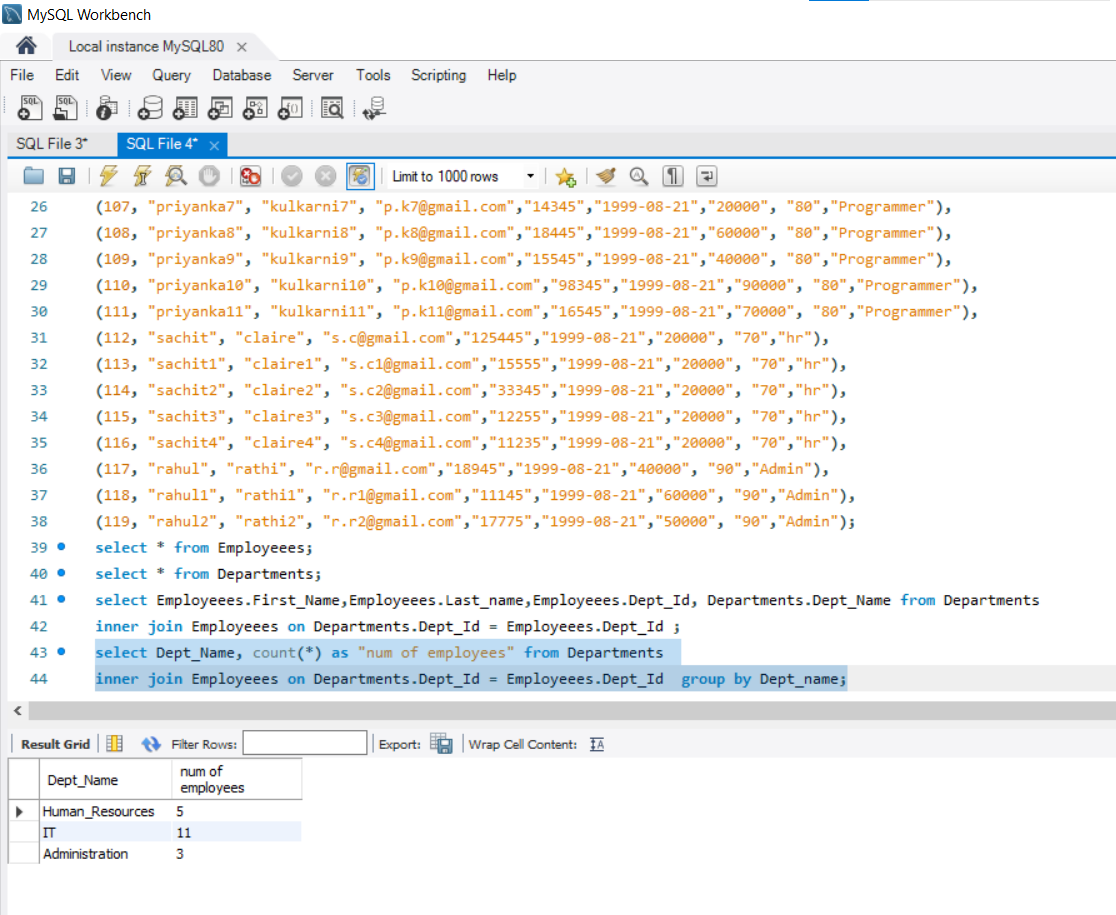 MySQL Workbench
Local instance MySQL80
File Edit View Query Database Server Tools Scripting Help
SQL File 3* SQL File 4*
Limit to 1000 rows
26 (107, "priyanka7", "kulkarni7", "p.k7@gmail.com","14345","1999-08-21","20000", "80","Programmer"),
27 (108, "priyanka8", "kulkarni8", "p.k8@gmail.com","18445","1999-08-21","60000", "80","Programmer"),
28 (109, "priyanka9", "kulkarni9", "p.k9@gmail.com","15545","1999-08-21","40000", "80","Programmer"),
29 (110, "priyanka10", "kulkarni10", "p.k10@gmail.com","98345","1999-08-21","90000", "80","Programmer"),
30 (111, "priyanka11", "kulkarni11", "p.k11@gmail.com","16545","1999-08-21","70000", "80","Programmer"),
31 (112, "sachit", "claire", "s.c@gmail.com","125445","1999-08-21","20000", "70","hr"),
32 (113, "sachit1", "claire1", "s.c1@gmail.com","15555","1999-08-21","20000", "70","hr"),
33 (114, "sachit2", "claire2", "s.c2@gmail.com","33345","1999-08-21","20000", "70","hr"),
34 (115, "sachit3", "claire3", "s.c3@gmail.com","12255","1999-08-21","20000", "70","hr"),
35 (116, "sachit4", "claire4", "s.c4@gmail.com","11235","1999-08-21","20000", "70","hr"),
36 (117, "rahul", "rathi", "r.r@gmail.com","18945","1999-08-21","40000", "90","Admin"),
37 (118, "rahul1", "rathi1", "r.r1@gmail.com","11145","1999-08-21","60000", "90","Admin"),
38 (119, "rahul2", "rathi2", "r.r2@gmail.com","17775","1999-08-21","50000", "90","Admin");
39 select * from Employeees;
40 select * from Departments;
41 select Employeees.First_Name,Employeees.Last_name,Employeees.Dept_Id, Departments.Dept_Name from Departments
42 inner join Employeees on Departments.Dept_Id = Employeees.Dept_Id ;
43 select Dept_Name, count(*) as "num of employees" from Departments
44 inner join Employeees on Departments.Dept_Id = Employeees.Dept_Id  group by Dept_name;
Result Grid Filter Rows: Export: Wrap Cell Content:
Dept_Name num of
employees
Human_Resources 5
IT 11
Administration 3